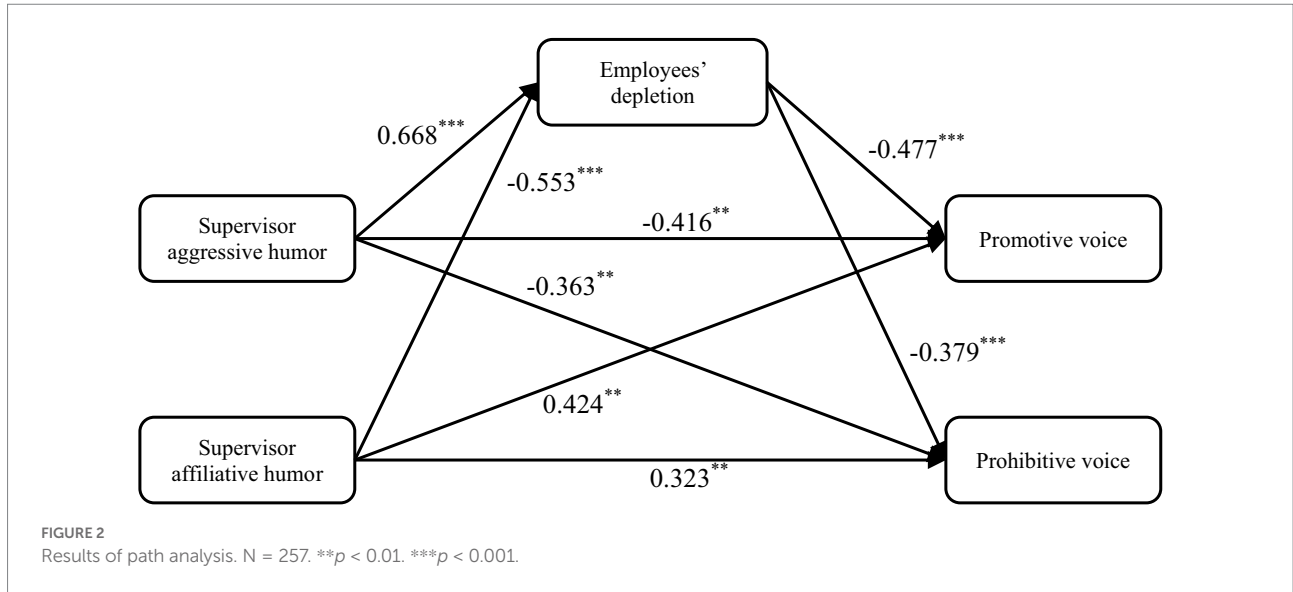 Employees’
depletion
0.668***
-0.477***
-0.553***
Supervisor
aggressive humor
-0.416**
Promotive voice
-0.363**
-0.379***
0.424**
Supervisor
affiliative humor
0.323**
Prohibitive voice
FIGURE 2
Results of path analysis. N = 257. **p < 0.01. ***p < 0.001.